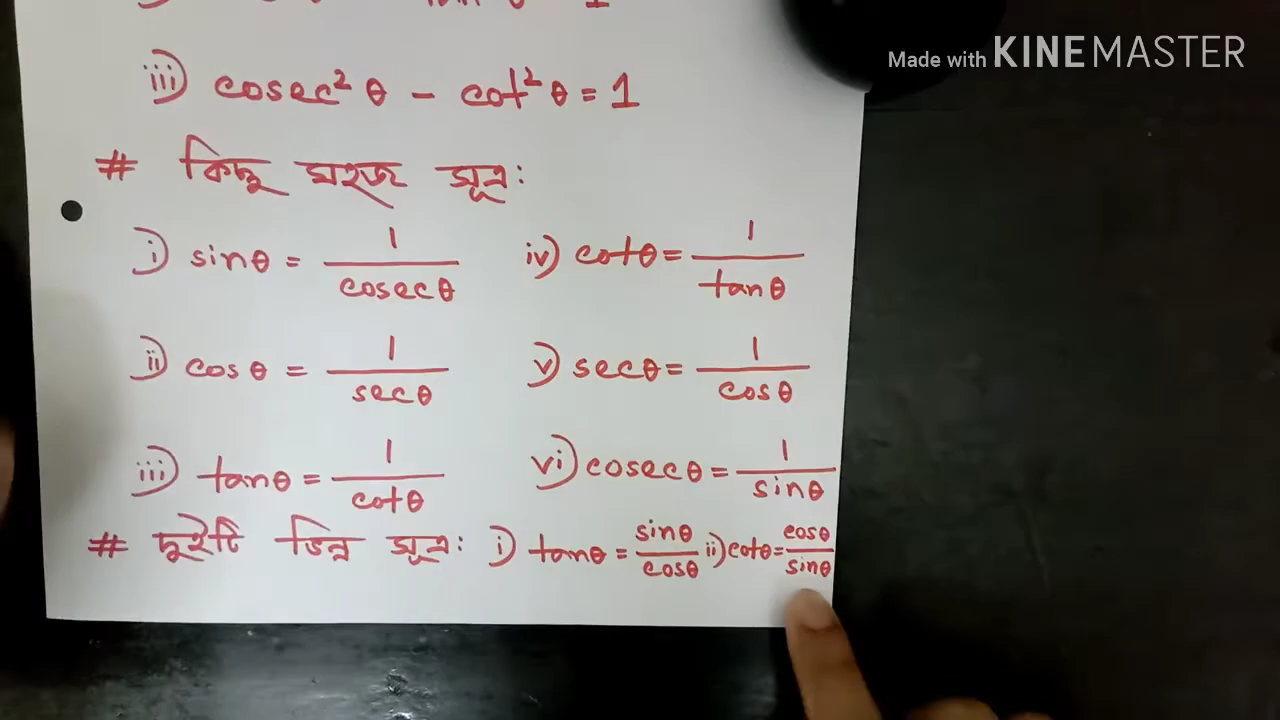 Made with KINEMASTER
iii) cosec² θ - cot² θ = 1
# কিছু সহজ সূত্র:
i) sinθ = 1/cosecθ iv) cotθ = 1/tanθ
ii) cosθ = 1/secθ v) secθ = 1/cosθ
iii) tanθ = 1/cotθ vi) cosecθ = 1/sinθ
# দুইটি ভিন্ন সূত্র: i) tanθ = sinθ/cosθ ii) cotθ = cosθ/sinθ